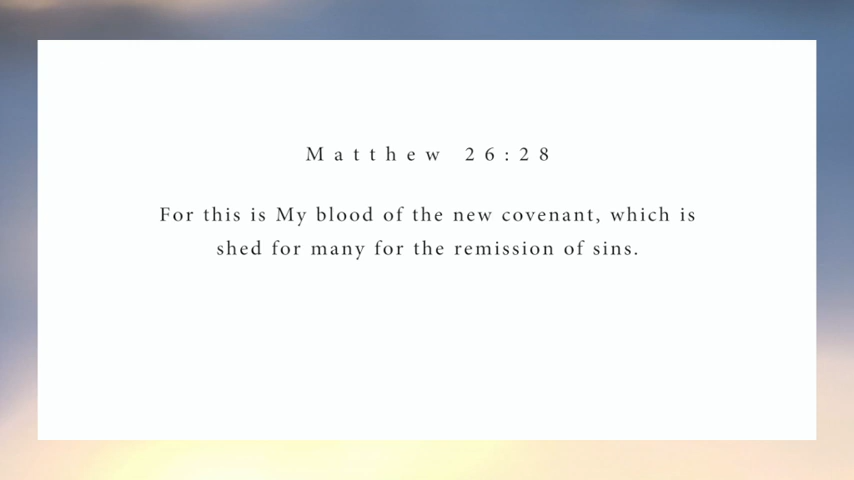 Matthew 26:28
For this is My blood of the new covenant, which is
shed for many for the remission of sins.